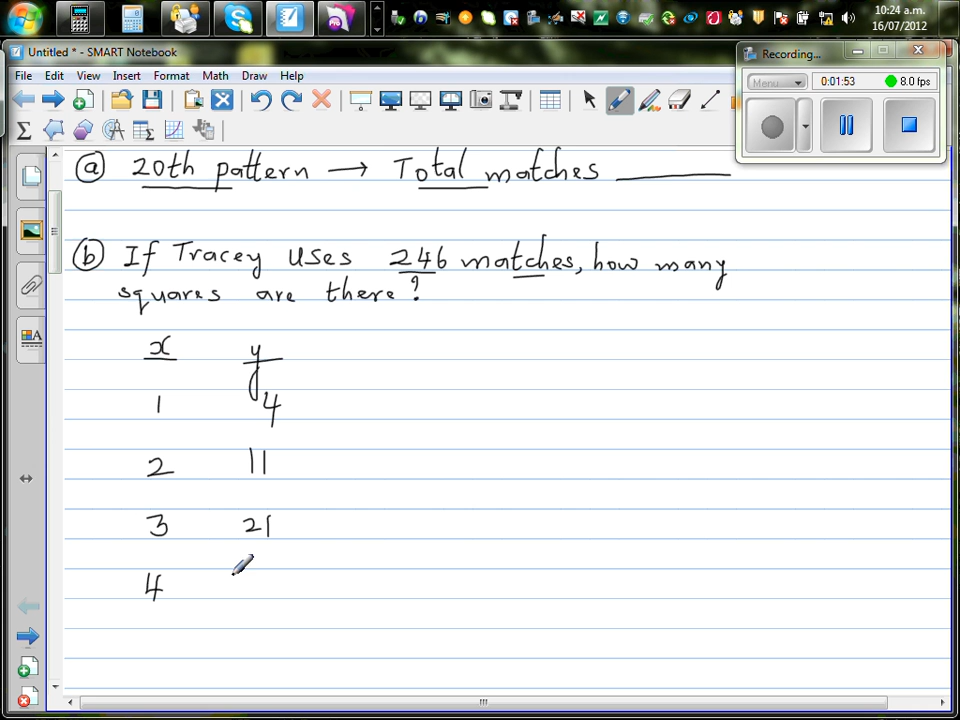 10:24 a.m.
16/07/2012
Untitled * - SMART Notebook
File Edit View Insert Format Math Draw Help
Recording...
Menu
0:01:53
8.0 fps
(a) 20th pattern → Total matches ______
(b) If Tracey uses 246 matches, how many
squares are there?
x y
1 4
2 11
3 21
4